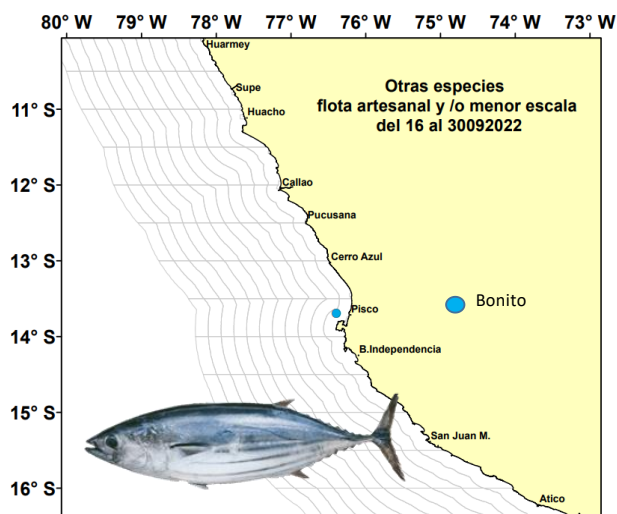 80° W 79° W 78° W 77° W 76° W 75° W 74° W 73° W
Huarmey
Otras especies
flota artesanal y /o menor escala
del 16 al 30092022
Supe
11° S
Huacho
12° S
Callao
Pucusana
13° S
Cerro Azul
Bonito
Pisco
14° S
B.Independencia
15° S
San Juan M.
16° S
Atico